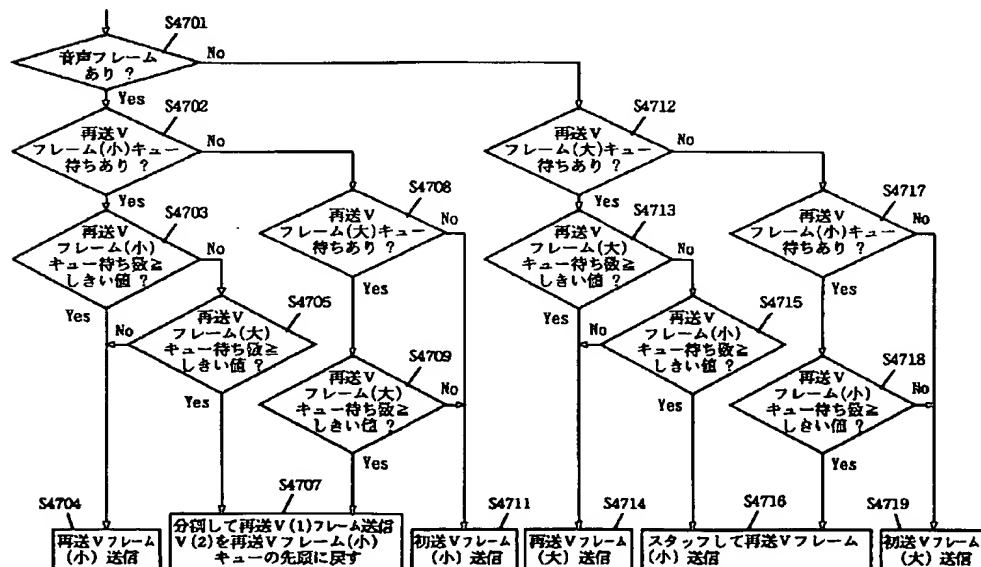 S4701
音声フレーム
あり ?
No
Yes
S4702
再送V
フレーム(小)キュー
待ちあり ?
No
Yes
S4703
再送V
フレーム(小)
キュー待ち数≧
しきい値 ?
No
Yes
S4705
再送V
フレーム(大)
キュー待ち数≧
しきい値 ?
No
Yes
S4708
再送V
フレーム(大)キュー
待ちあり ?
No
Yes
S4709
再送V
フレーム(大)
キュー待ち数≧
しきい値 ?
No
Yes
S4712
再送V
フレーム(大)キュー
待ちあり ?
No
Yes
S4713
再送V
フレーム(大)
キュー待ち数≧
しきい値 ?
No
Yes
S4715
再送V
フレーム(小)
キュー待ち数≧
しきい値 ?
No
Yes
S4717
再送V
フレーム(小)キュー
待ちあり ?
No
Yes
S4718
再送V
フレーム(小)
キュー待ち数≧
しきい値 ?
No
Yes
S4704
再送Vフレーム
(小) 送信
S4707
分割して再送V(1)フレーム送信
V(2)を再送Vフレーム(小)
キューの先頭に戻す
S4711
初送Vフレーム
(小) 送信
S4714
再送Vフレーム
(大) 送信
S4716
スタッフして再送Vフレーム
(小) 送信
S4719
初送Vフレーム
(大) 送信